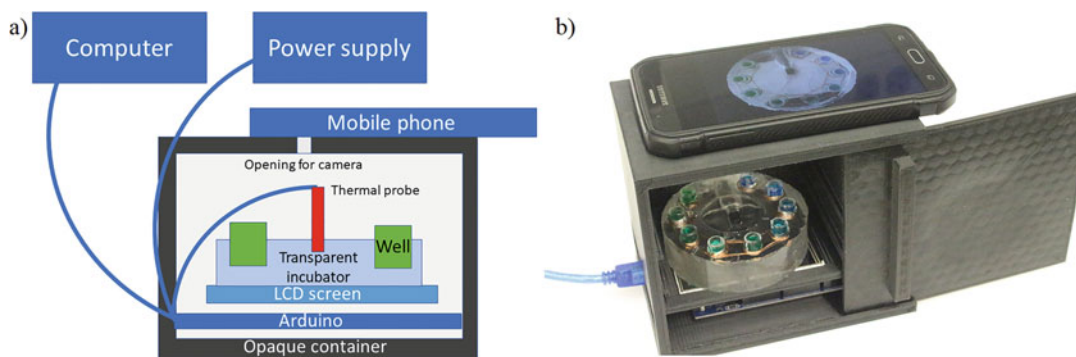 a)
Computer
Power supply
Mobile phone
Opening for camera
Thermal probe
Well
Transparent
incubator
LCD screen
Arduino
Opaque container
b)
SAMSUNG